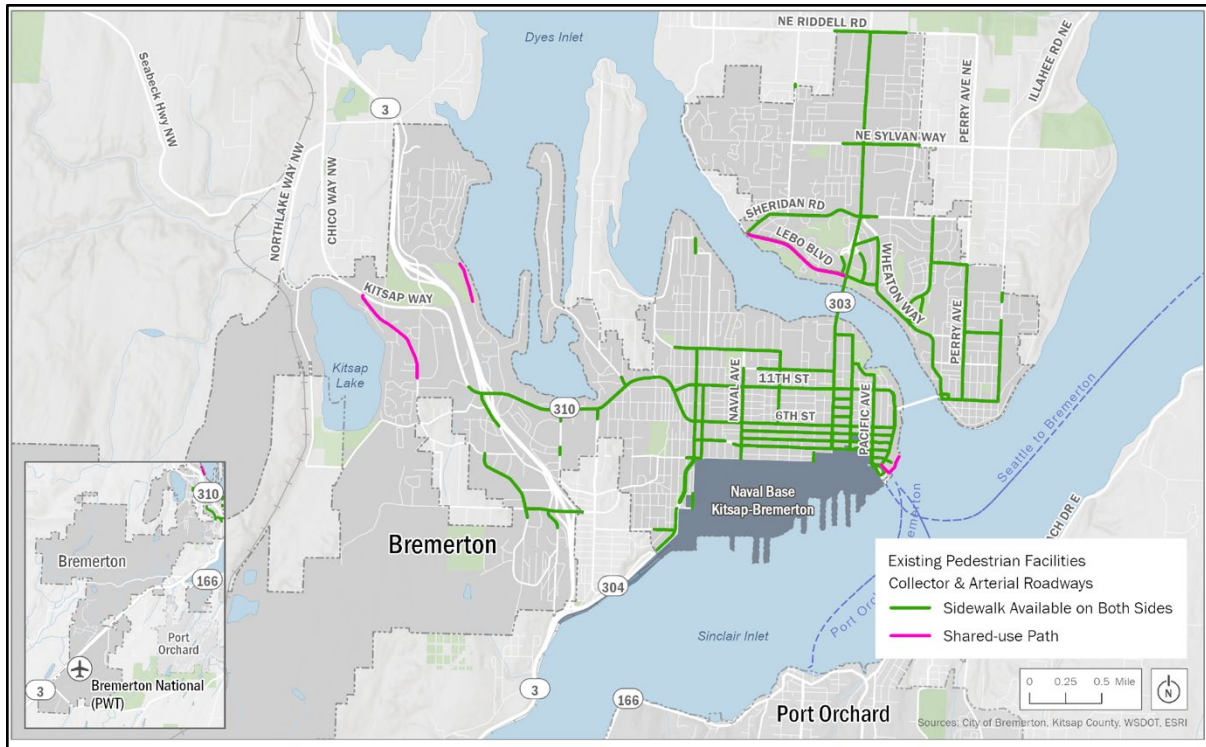 NE RIDDELL RD
Dyes Inlet
Seabeck Hwy NW
3
PERRY AVE NE
ILLAHEE RD NE
NE SYLVAN WAY
NORTHLAKE WAY NW
CHICO WAY NW
SHERIDAN RD
LEBO BLVD
WHEATON WAY
KITSAP WAY
303
PERRY AVE
Kitsap
Lake
NAVAL AVE
11TH ST
310
6TH ST
PACIFIC AVE
Seattle to Bremerton
Naval Base
Kitsap-Bremerton
Bremerton
304
Sinclair Inlet
3
166
Port Orchard
310
Bremerton
166
Port
Orchard
3
Bremerton National
(PWT)
Existing Pedestrian Facilities
Collector & Arterial Roadways
Sidewalk Available on Both Sides
Shared-use Path
0 0.25 0.5 Mile
N
Sources: City of Bremerton, Kitsap County, WSDOT, ESRI